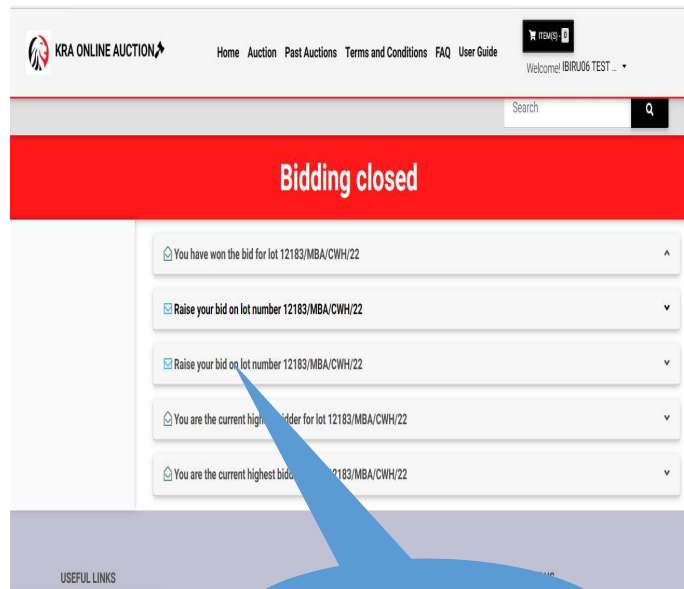 KRA ONLINE AUCTION
Home Auction Past Auctions Terms and Conditions FAQ User Guide
ITEM(S) - 0
Welcome! IBIRU06 TEST ...
Search
Bidding closed
You have won the bid for lot 12183/MBA/CWH/22
Raise your bid on lot number 12183/MBA/CWH/22
Raise your bid on lot number 12183/MBA/CWH/22
You are the current bidder for lot 12183/MBA/CWH/22
You are the current highest 2183/MBA/CWH/22
USEFUL LINKS